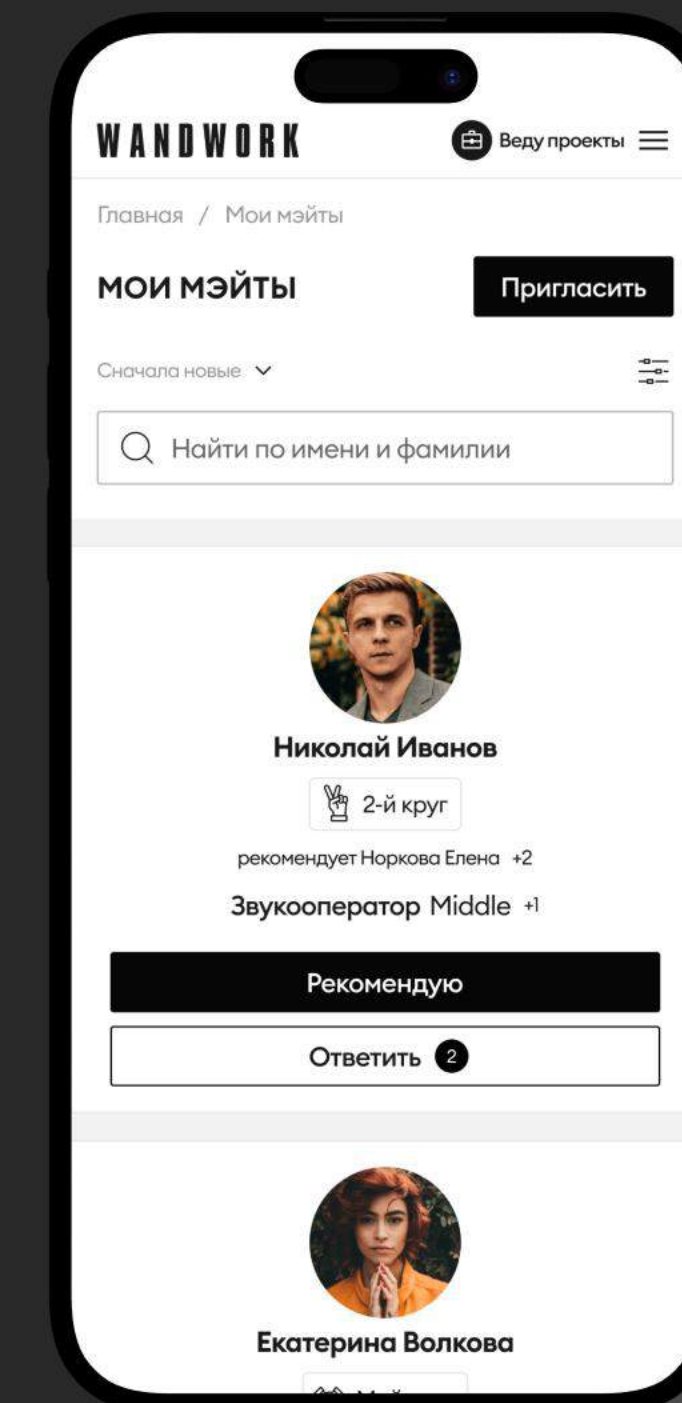 WANDWORK
Веду проекты
Главная / Мои мэйты
МОИ МЭЙТЫ
Пригласить
Сначала новые
Найти по имени и фамилии
Николай Иванов
2-й круг
рекомендует Норкова Елена +2
Звукооператор Middle +1
Рекомендую
Ответить 2
Екатерина Волкова